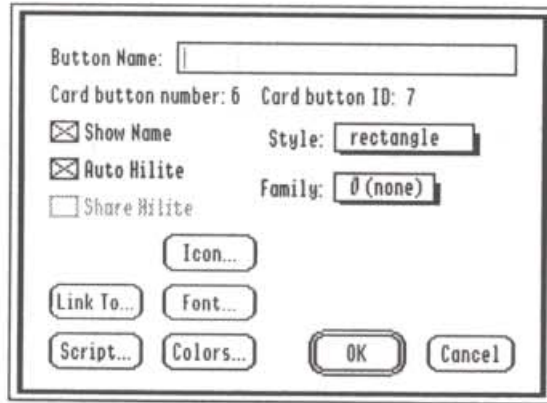 Button Name:
Card button number: 6 Card button ID: 7
Show Name
Style: rectangle
Auto Hilite
Family: 0 (none)
Share Hilite
Icon...
Link To... Font...
Script... Colors... OK Cancel